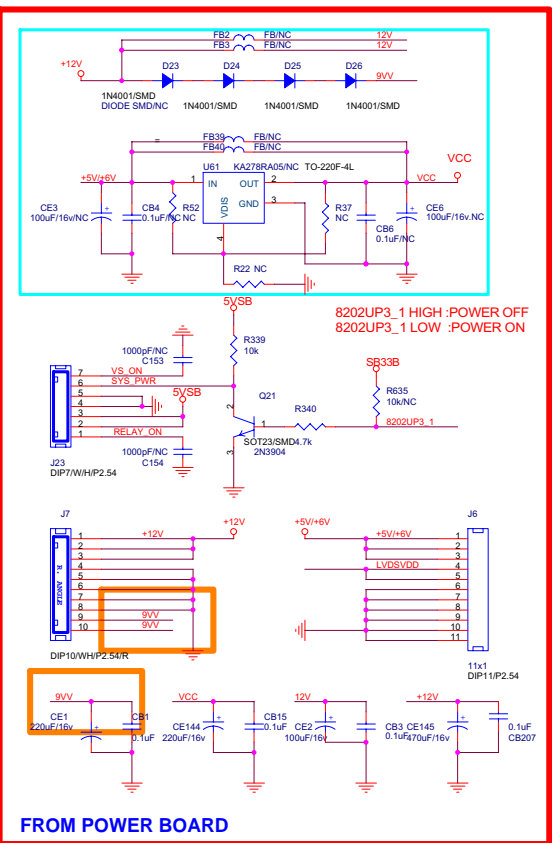 FB2 FB/NC 12V
FB3 FB/NC 12V
+12V D23 D24 D25 D26 9VV
1N4001/SMD
DIODE SMD/NC 1N4001/SMD 1N4001/SMD 1N4001/SMD
=
FB39 FB/NC
FB40 FB/NC
U61 KA278RA05/NC TO-220F-4L
VCC
+5V/+6V 1 IN OUT 2 VCC
VDIS GND 3
4
CE3
100uF/16v/NC
CB4
0.1uF/NC
R52
NC
R37
NC
CB6
0.1uF/NC
CE6
100uF/16v.NC
R22 NC
5VSB
8202UP3_1 HIGH :POWER OFF
8202UP3_1 LOW :POWER ON
R339
10k
1000pF/NC
C153
SB33B
R635
10k/NC
7 VS_ON
6 SYS_PWR
5
4
3
2
1 RELAY_ON
5VSB
J23
DIP7/W/H/P2.54
1000pF/NC
C154
Q21
2
1
3
SOT23/SMD
2N3904
R340
4.7k
8202UP3_1
J7
R. ANGLE
1 +12V
2
3
4
5
6
7
8
9 9VV
10 9VV
+12V
DIP10/WH/P2.54/R
J6
+5V/+6V
+5V/+6V 1
2
3
LVDSVDD 4
5
6
7
8
9
10
11
11x1
DIP11/P2.54
9VV
CE1
220uF/16v
CB1
0.1uF
VCC
CE144
220uF/16v
CB15
0.1uF
12V
CE2
100uF/16v
CB3
0.1uF
+12V
CE145
470uF/16v
0.1uF
CB207
FROM POWER BOARD